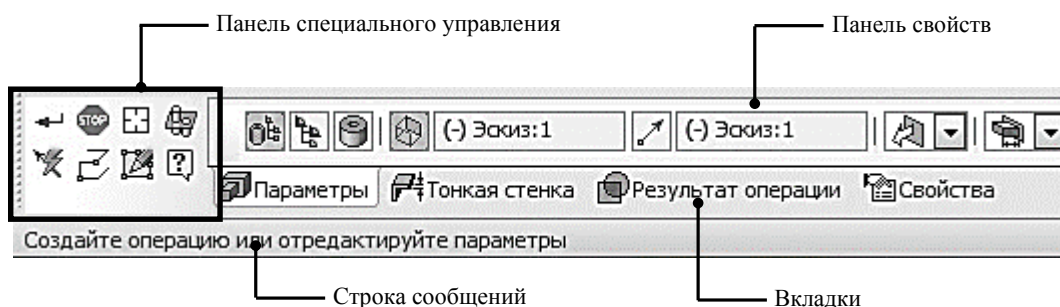 Панель специального управления
Панель свойств
STOP
(-) Эскиз:1
(-) Эскиз:1
Параметры
Тонкая стенка
Результат операции
Свойства
Создайте операцию или отредактируйте параметры
Строка сообщений
Вкладки